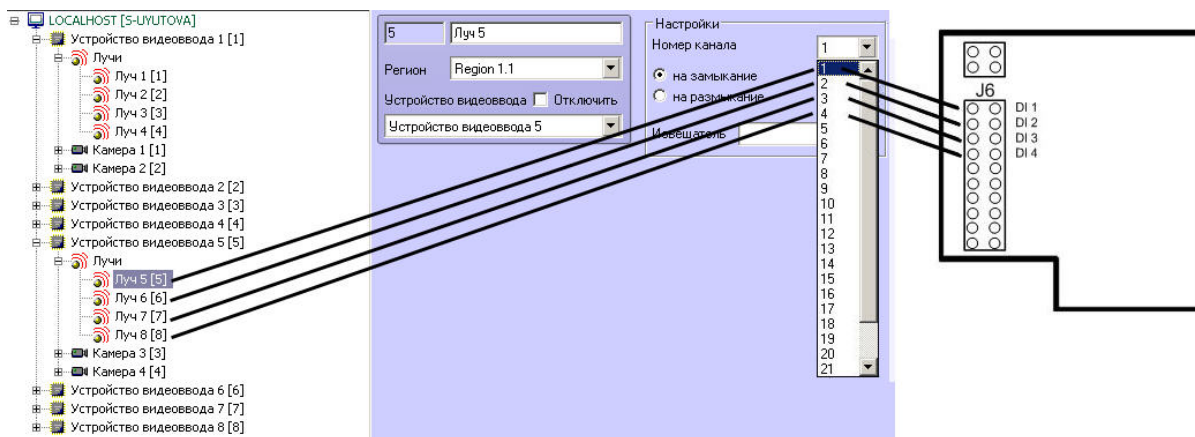 LOCALHOST [S-UYUTOVA]
Устройство видеоввода 1 [1]
Лучи
Луч 1 [1]
Луч 2 [2]
Луч 3 [3]
Луч 4 [4]
Камера 1 [1]
Камера 2 [2]
Устройство видеоввода 2 [2]
Устройство видеоввода 3 [3]
Устройство видеоввода 4 [4]
Устройство видеоввода 5 [5]
Лучи
Луч 5 [5]
Луч 6 [6]
Луч 7 [7]
Луч 8 [8]
Камера 3 [3]
Камера 4 [4]
Устройство видеоввода 6 [6]
Устройство видеоввода 7 [7]
Устройство видеоввода 8 [8]
5
Луч 5
Регион
Region 1.1
Устройство видеоввода
Отключить
Устройство видеоввода 5
Настройки
Номер канала
1
на замыкание
на размыкание
Извещатель
1
2
3
4
5
6
7
8
9
10
11
12
13
14
15
16
17
18
19
20
21
J6
DI 1
DI 2
DI 3
DI 4